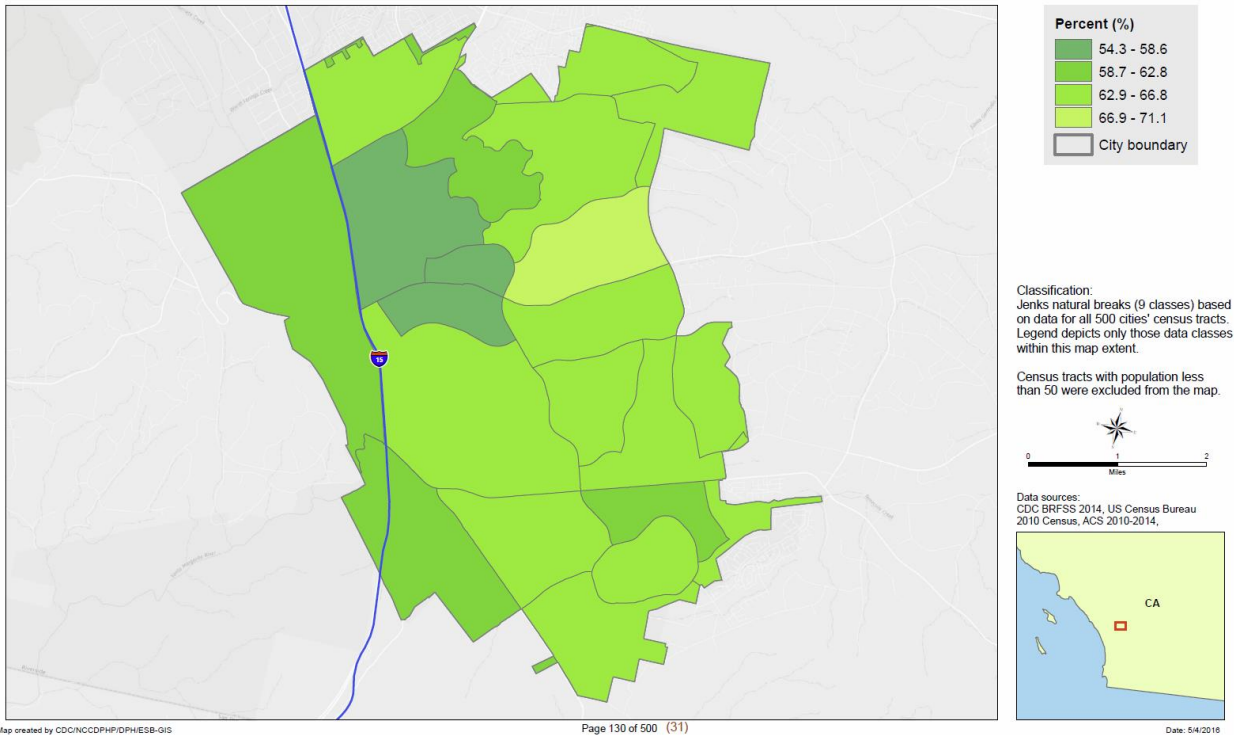 Percent (%)
54.3 - 58.6
58.7 - 62.8
62.9 - 66.8
66.9 - 71.1
City boundary
15
Classification:
Jenks natural breaks (9 classes) based
on data for all 500 cities' census tracts.
Legend depicts only those data classes
within this map extent.
Census tracts with population less
than 50 were excluded from the map.
0 1 2
Miles
Data sources:
CDC BRFSS 2014, US Census Bureau
2010 Census, ACS 2010-2014,
CA
Map created by CDC/NCCDPHP/DPH/ESB-GIS
Page 130 of 500 (31)
Date: 5/4/2016